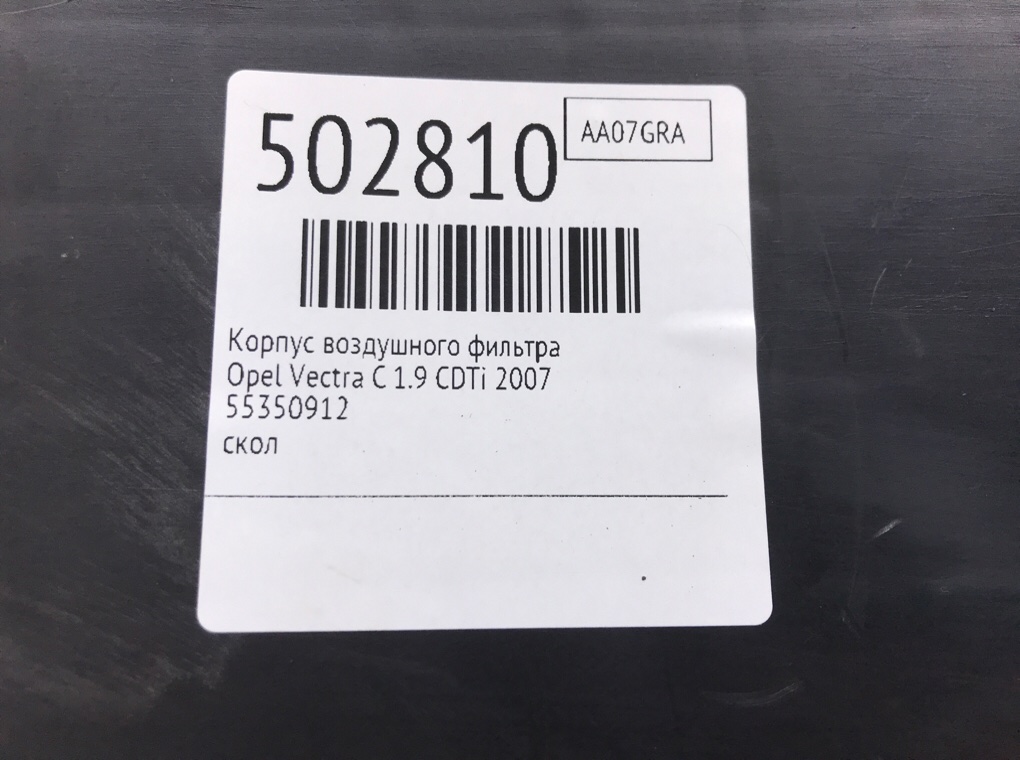 502810
AA07GRA
Корпус воздушного фильтра
Opel Vectra C 1.9 CDTi 2007
55350912
скол